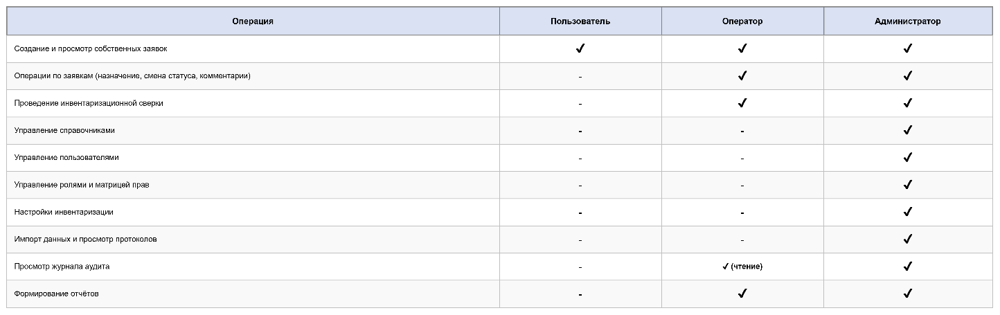 Операция Пользователь Оператор Администратор
Создание и просмотр собственных заявок ✔ ✔ ✔
Операции по заявкам (назначение, смена статуса, комментарии) - ✔ ✔
Проведение инвентаризационной сверки - ✔ ✔
Управление справочниками - - ✔
Управление пользователями - - ✔
Управление ролями и матрицей прав - - ✔
Настройки инвентаризации - - ✔
Импорт данных и просмотр протоколов - - ✔
Просмотр журнала аудита - ✔ (чтение) ✔
Формирование отчётов - ✔ ✔